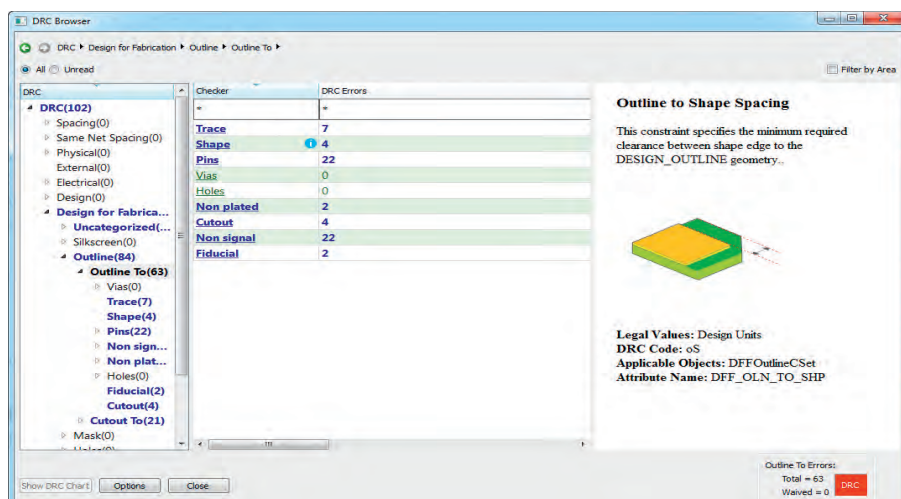 DRC Browser
DRC Design for Fabrication Outline Outline To
All Unread
Filter by Area
DRC
DRC(102)
Spacing(0)
Same Net Spacing(0)
Physical(0)
External(0)
Electrical(0)
Design(0)
Design for Fabrica...
Uncategorized(...
Silkscreen(0)
Outline(84)
Outline To(63)
Vias(0)
Trace(7)
Shape(4)
Pins(22)
Non sign...
Non plat...
Holes(0)
Fiducial(2)
Cutout(4)
Cutout To(21)
Mask(0)
Checker DRC Errors
* *
Trace 7
Shape i 4
Pins 22
Vias 0
Holes 0
Non plated 2
Cutout 4
Non signal 22
Fiducial 2
Outline to Shape Spacing
This constraint specifies the minimum required
clearance between shape edge to the
DESIGN_OUTLINE geometry..
Legal Values: Design Units
DRC Code: oS
Applicable Objects: DFFOutlineCSet
Attribute Name: DFF_OLN_TO_SHP
Show DRC Chart Options Close
Outline To Errors:
Total = 63
Waived = 0
DRC